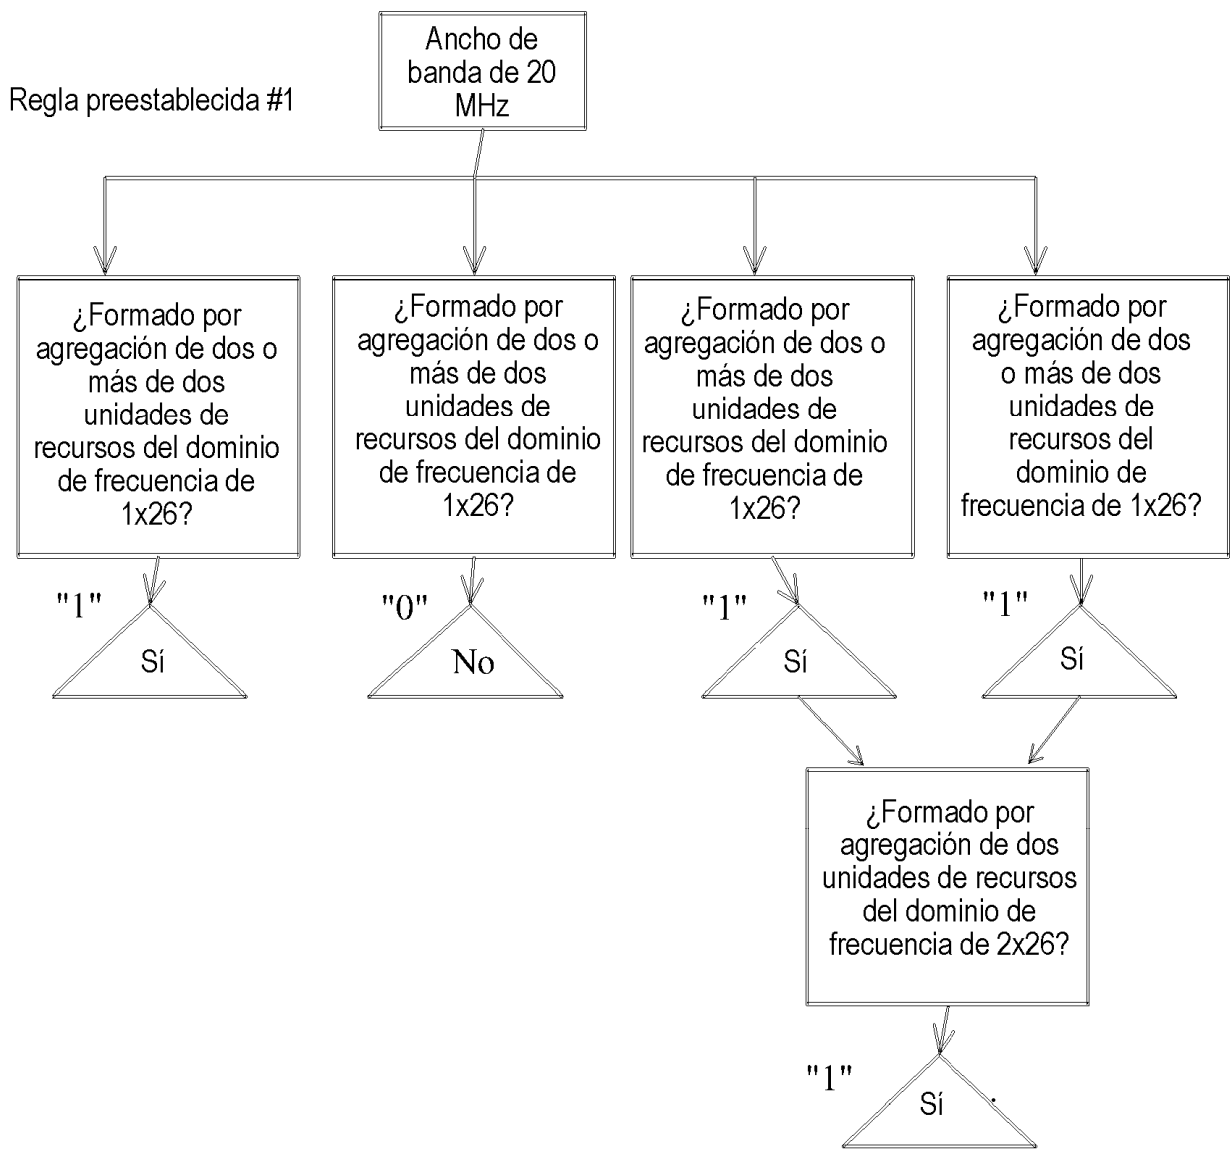 Ancho de
banda de 20
MHz
Regla preestablecida #1
¿Formado por
agregación de dos o
más de dos
unidades de
recursos del dominio
de frecuencia de
1x26?
¿Formado por
agregación de dos o
más de dos
unidades de
recursos del dominio
de frecuencia de
1x26?
¿Formado por
agregación de dos o
más de dos
unidades de
recursos del dominio
de frecuencia de
1x26?
¿Formado por
agregación de dos
o más de dos
unidades de
recursos del
dominio de
frecuencia de 1x26?
"1"
Sí
"0"
No
"1"
Sí
"1"
Sí
¿Formado por
agregación de dos
unidades de recursos
del dominio de
frecuencia de 2x26?
"1"
Sí